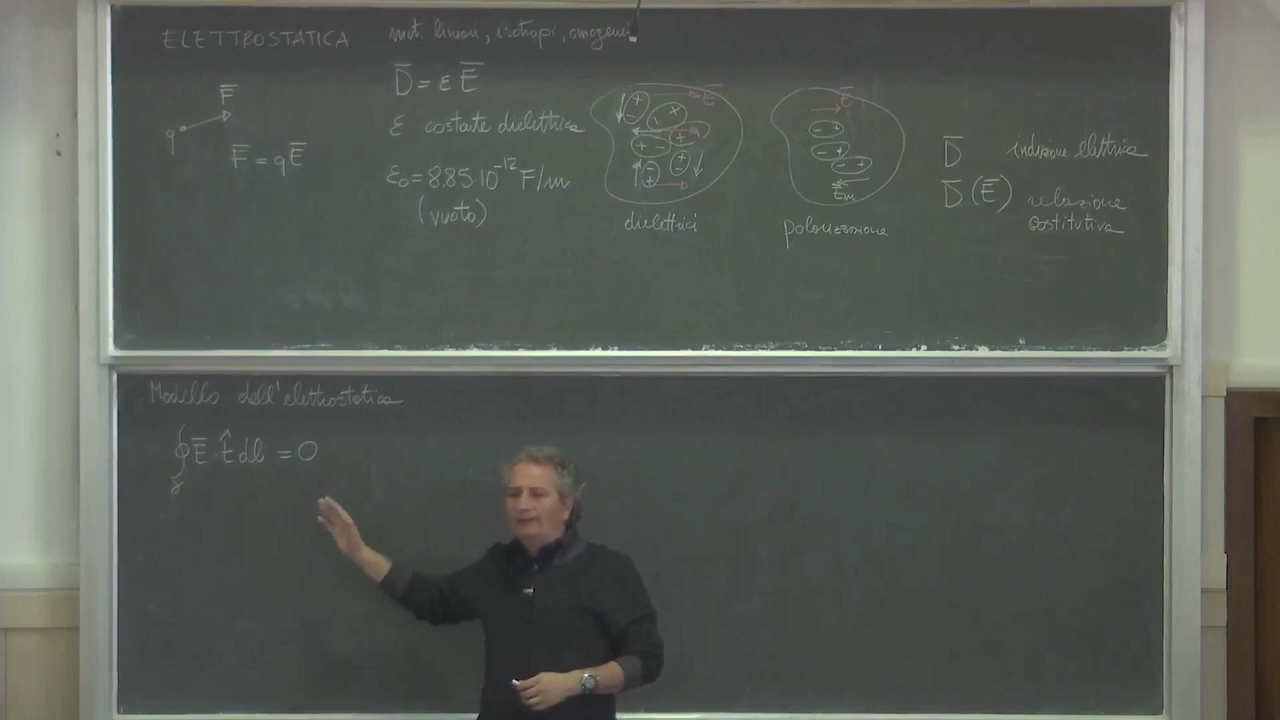 ELETTROSTATICA
mat. lineari, isotropi, omogenei
F̅
q
F̅ = qE̅
D̅ = ε E̅
ε costante dielettrica
ε₀ = 8.85·10⁻¹² F/m
(vuoto)
E̅
+ -
dielettrici
E̅
- +
- +
- +
E̅m
polarizzazione
D̅ induzione elettrica
D̅ (E̅) relazione
costitutiva
Modello dell'elettrostatica
∮γ E̅ · t̂ dl = 0